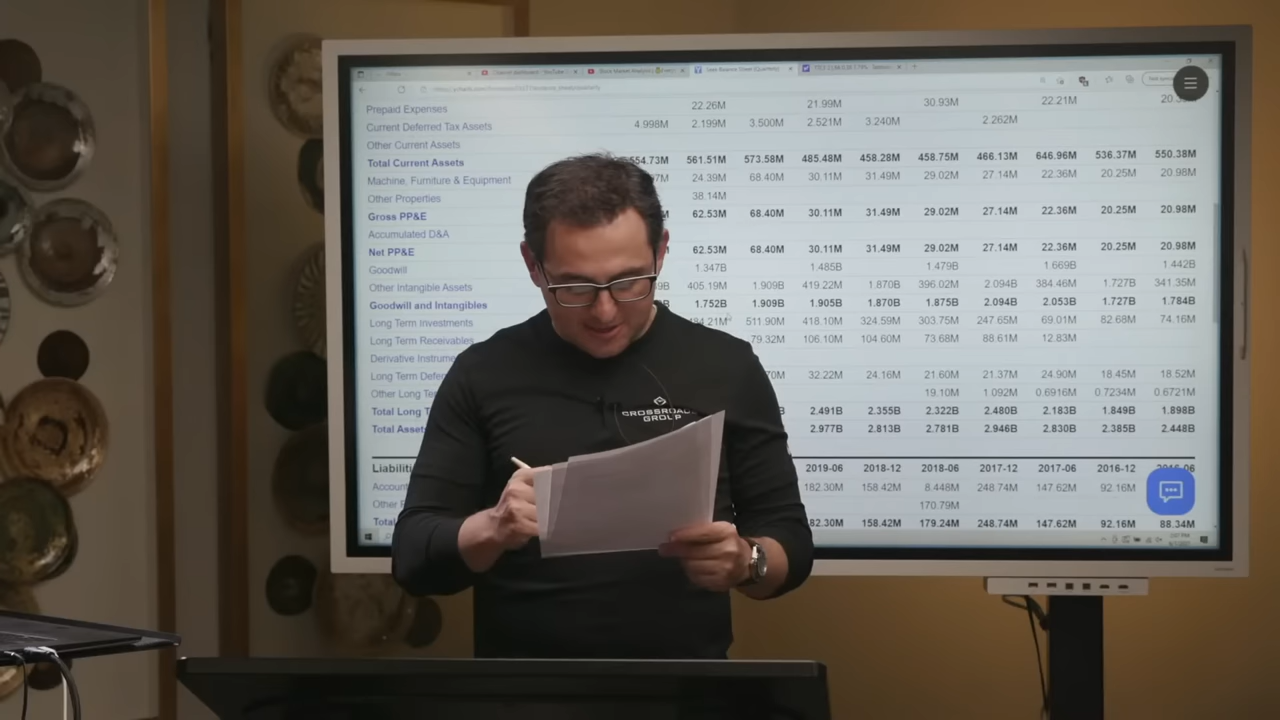 Prepaid Expenses 22.26M 21.99M 30.93M 22.21M
Current Deferred Tax Assets 4.998M 2.199M 3.500M 2.521M 3.240M 2.262M
Other Current Assets
Total Current Assets 554.73M 561.51M 573.58M 485.48M 458.28M 458.75M 466.13M 646.96M 536.37M 550.38M
Machine, Furniture & Equipment 24.39M 68.40M 30.11M 31.49M 29.02M 27.14M 22.36M 20.25M 20.98M
Other Properties 38.14M
Gross PP&E 62.53M 68.40M 30.11M 31.49M 29.02M 27.14M 22.36M 20.25M 20.98M
Accumulated D&A
Net PP&E 62.53M 68.40M 30.11M 31.49M 29.02M 27.14M 22.36M 20.25M 20.98M
Goodwill 1.347B 1.485B 1.479B 1.669B 1.442B
Other Intangible Assets 405.19M 1.909B 419.22M 1.870B 396.02M 2.094B 384.46M 1.727B 341.35M
Goodwill and Intangibles 1.752B 1.909B 1.905B 1.870B 1.875B 2.094B 2.053B 1.727B 1.784B
Long Term Investments 511.90M 418.10M 324.59M 303.75M 247.65M 69.01M 82.68M 74.16M
Long Term Receivables 79.32M 106.10M 104.60M 73.68M 88.61M 12.83M
Derivative
Long Term 32.22M 24.16M 21.60M 21.37M 24.90M 18.45M 18.52M
Other Long 19.10M 1.092M 0.6916M 0.7234M 0.6721M
Total Long 2.491B 2.355B 2.322B 2.480B 2.183B 1.849B 1.898B
Total 2.977B 2.813B 2.781B 2.946B 2.830B 2.385B 2.448B
2019-06 2018-12 2018-06 2017-12 2017-06 2016-12
182.30M 158.42M 8.448M 248.74M 147.62M 92.16M
Other 170.79M
Total 82.30M 158.42M 179.24M 248.74M 147.62M 92.16M 88.34M
CROSSROADS
GROUP